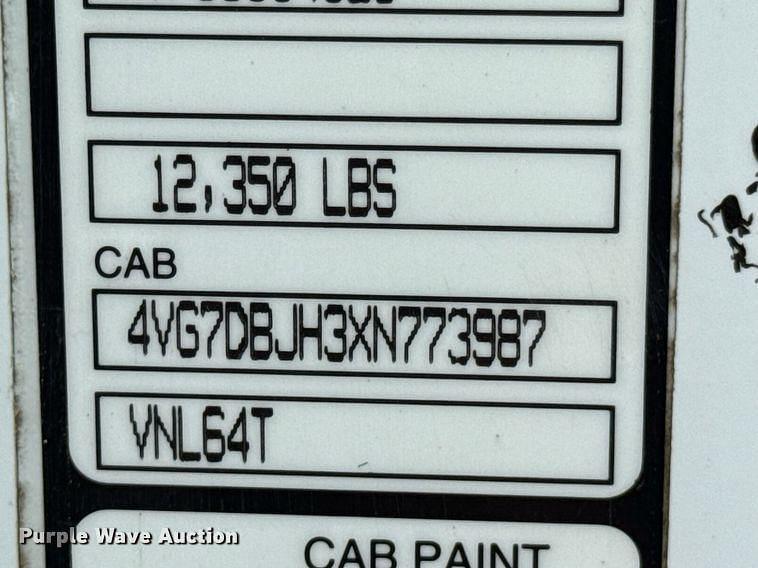 12,350 LBS
CAB
4VG7DBJH3XN773987
VNL64T
CAB PAINT
Purple Wave Auction